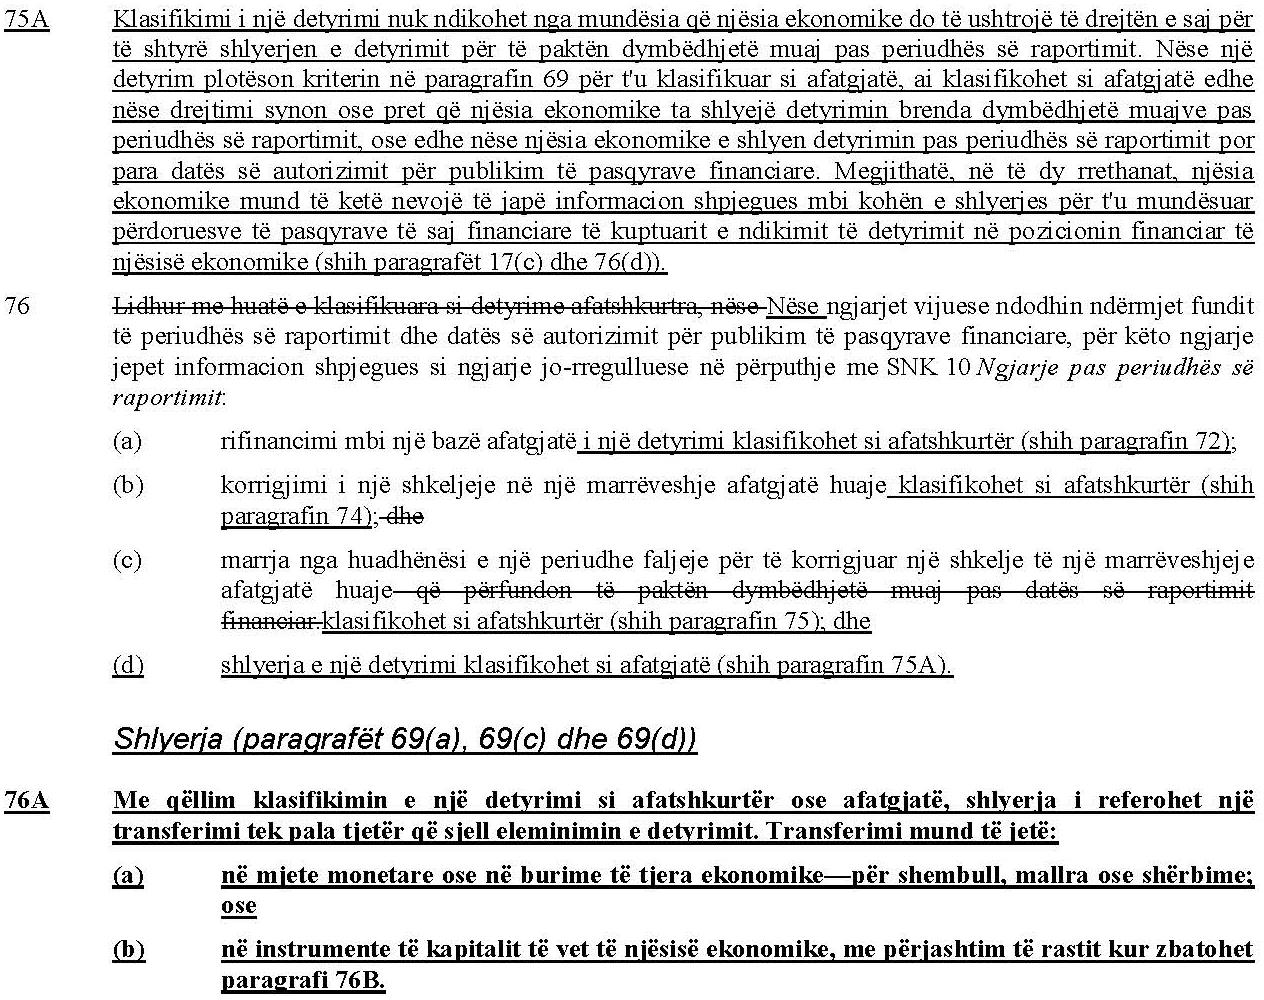 75A Klasifikimi i një detyrimi nuk ndikohet nga mundësia që njësia ekonomike do të ushtrojë të drejtën e saj për
të shtyrë shlyerjen e detyrimit për të paktën dymbëdhjetë muaj pas periudhës së raportimit. Nëse një
detyrim plotëson kriterin në paragrafin 69 për t'u klasifikuar si afatgjatë, ai klasifikohet si afatgjatë edhe
nëse drejtimi synon ose pret që njësia ekonomike ta shlyejë detyrimin brenda dymbëdhjetë muajve pas
periudhës së raportimit, ose edhe nëse njësia ekonomike e shlyen detyrimin pas periudhës së raportimit por
para datës së autorizimit për publikim të pasqyrave financiare. Megjithatë, në të dy rrethanat, njësia
ekonomike mund të ketë nevojë të japë informacion shpjegues mbi kohën e shlyerjes për t'u mundësuar
përdoruesve të pasqyrave të saj financiare të kuptuarit e ndikimit të detyrimit në pozicionin financiar të
njësisë ekonomike (shih paragrafët 17(c) dhe 76(d)).
76 Lidhur me huatë e klasifikuara si detyrime afatshkurtra, nëse Nëse ngjarjet vijuese ndodhin ndërmjet fundit
të periudhës së raportimit dhe datës së autorizimit për publikim të pasqyrave financiare, për këto ngjarje
jepet informacion shpjegues si ngjarje jo-rregulluese në përputhje me SNK 10 Ngjarje pas periudhës së
raportimit:
(a) rifinancimi mbi një bazë afatgjatë i një detyrimi klasifikohet si afatshkurtër (shih paragrafin 72);
(b) korrigjimi i një shkeljeje në një marrëveshje afatgjatë huaje klasifikohet si afatshkurtër (shih
paragrafin 74); dhe
(c) marrja nga huadhënësi e një periudhe faljeje për të korrigjuar një shkelje të një marrëveshjeje
afatgjatë huaje që përfundon të paktën dymbëdhjetë muaj pas datës së raportimit
financiar.klasifikohet si afatshkurtër (shih paragrafin 75); dhe
(d) shlyerja e një detyrimi klasifikohet si afatgjatë (shih paragrafin 75A).
Shlyerja (paragrafët 69(a), 69(c) dhe 69(d))
76A Me qëllim klasifikimin e një detyrimi si afatshkurtër ose afatgjatë, shlyerja i referohet një
transferimi tek pala tjetër që sjell eleminimin e detyrimit. Transferimi mund të jetë:
(a) në mjete monetare ose në burime të tjera ekonomike—për shembull, mallra ose shërbime;
ose
(b) në instrumente të kapitalit të vet të njësisë ekonomike, me përjashtim të rastit kur zbatohet
paragrafi 76B.